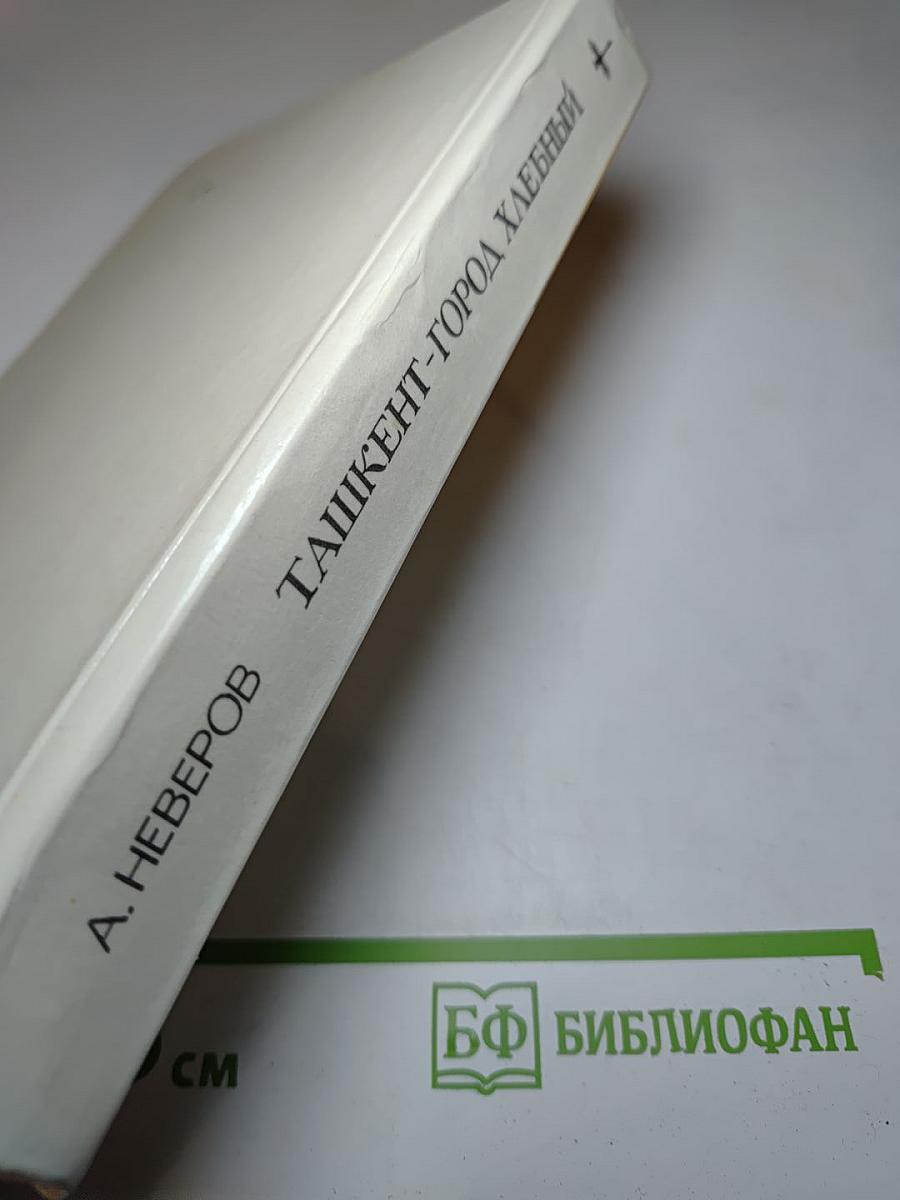 А. НЕВЕРОВ ТАШКЕНТ-ГОРОД ХЛЕБНЫЙ
см
БФ БИБЛИОФАН